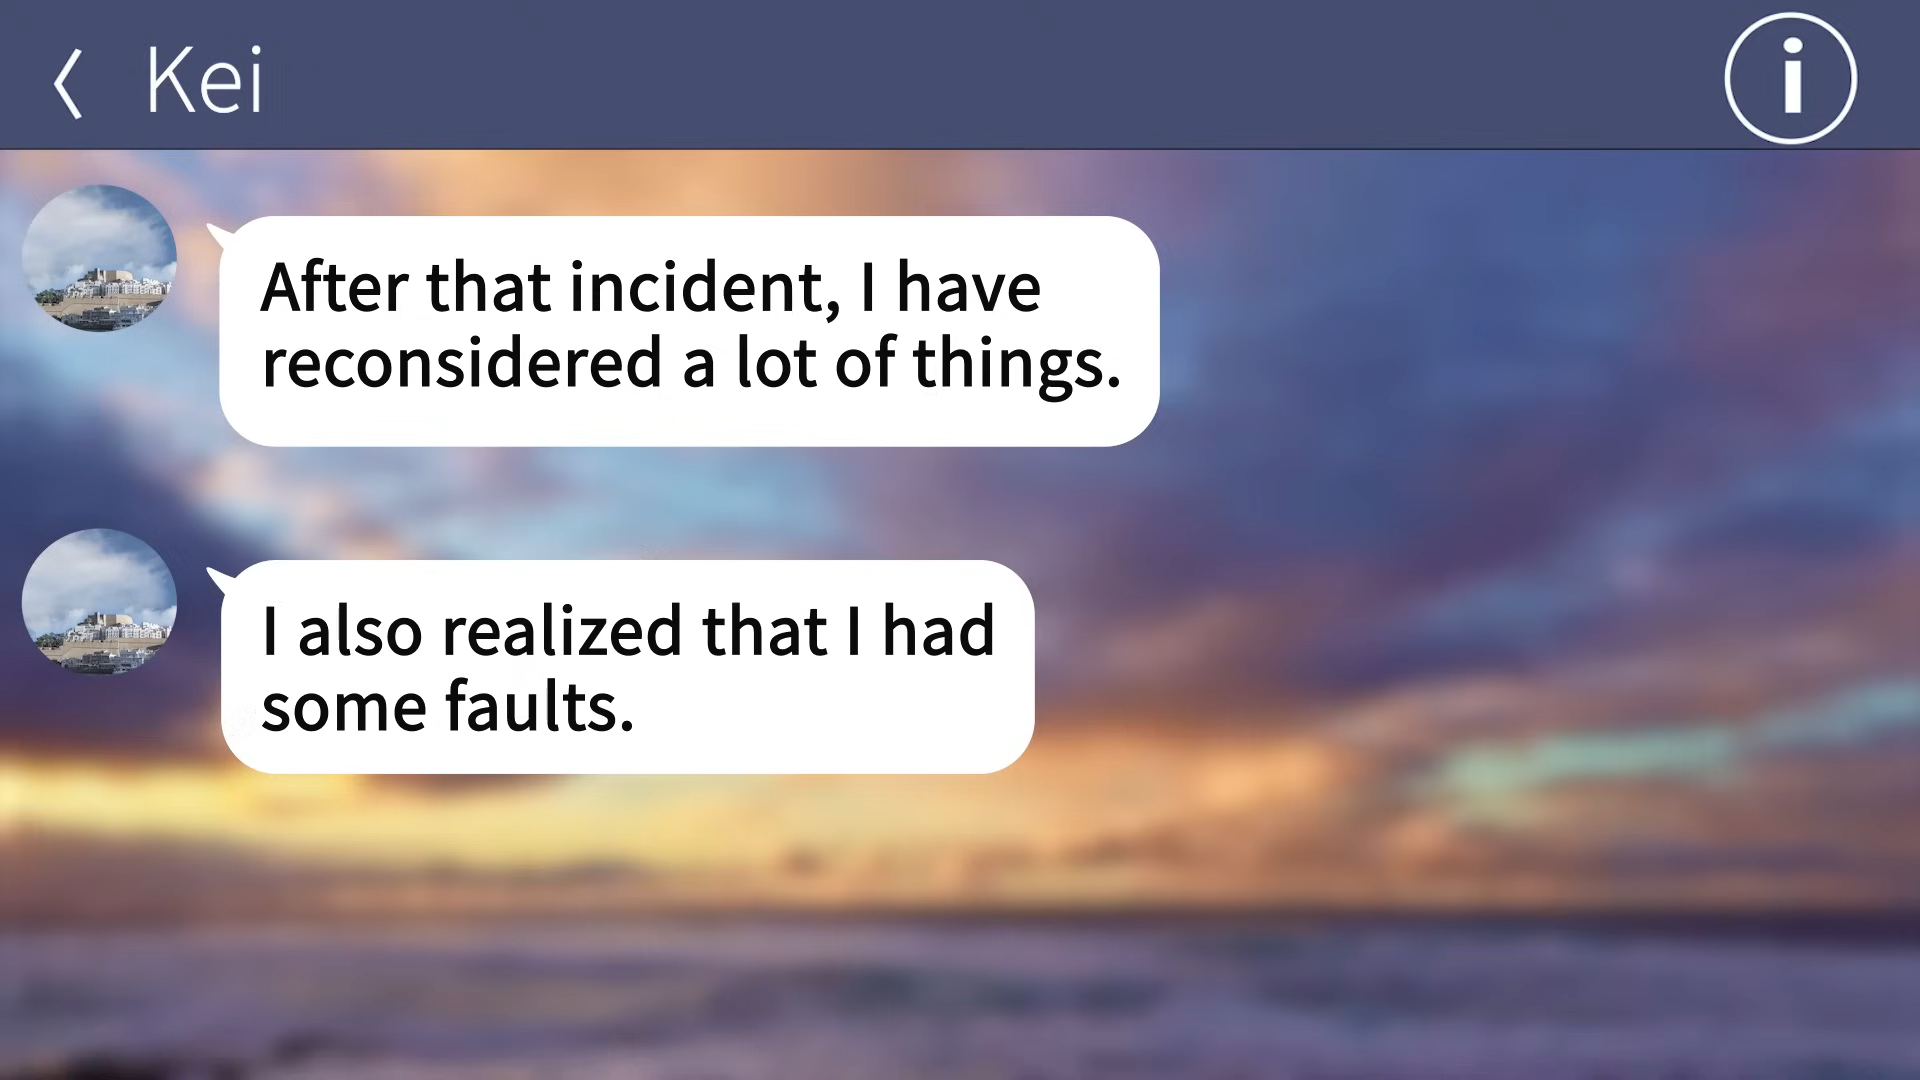 Kei
After that incident, I have
reconsidered a lot of things.
I also realized that I had
some faults.